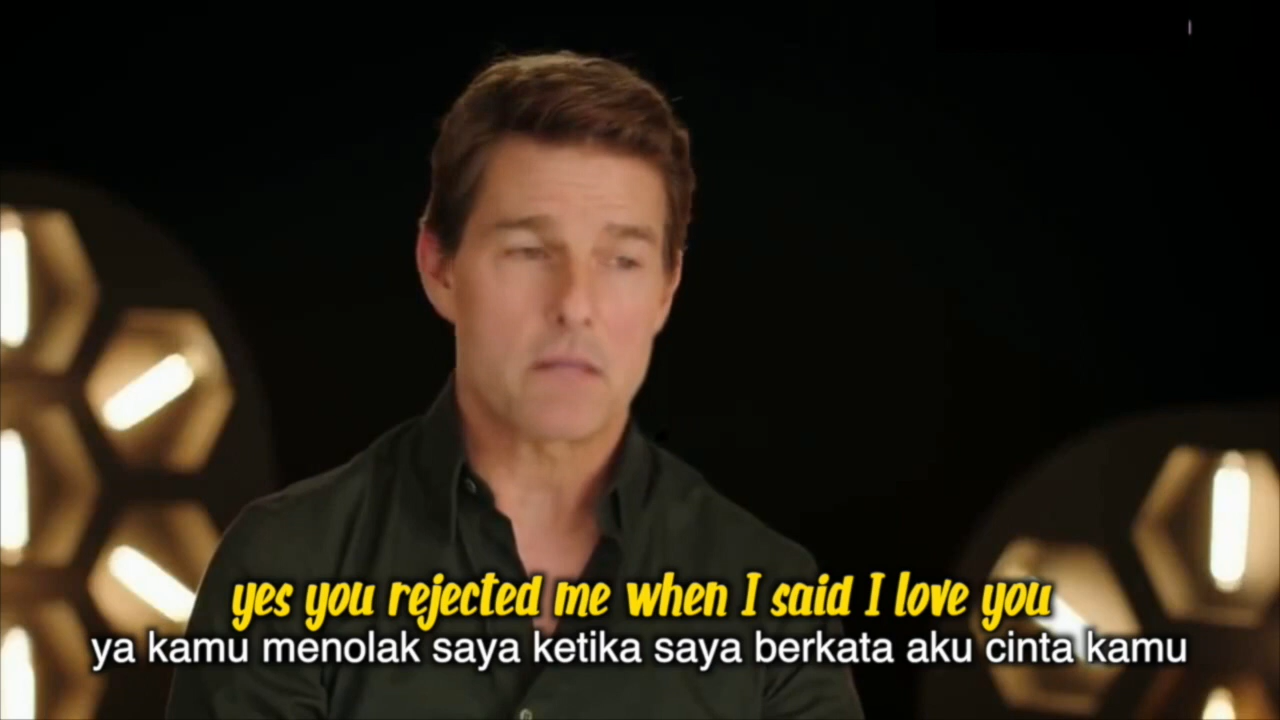 yes you rejected me when I said I love you
ya kamu menolak saya ketika saya berkata aku cinta kamu